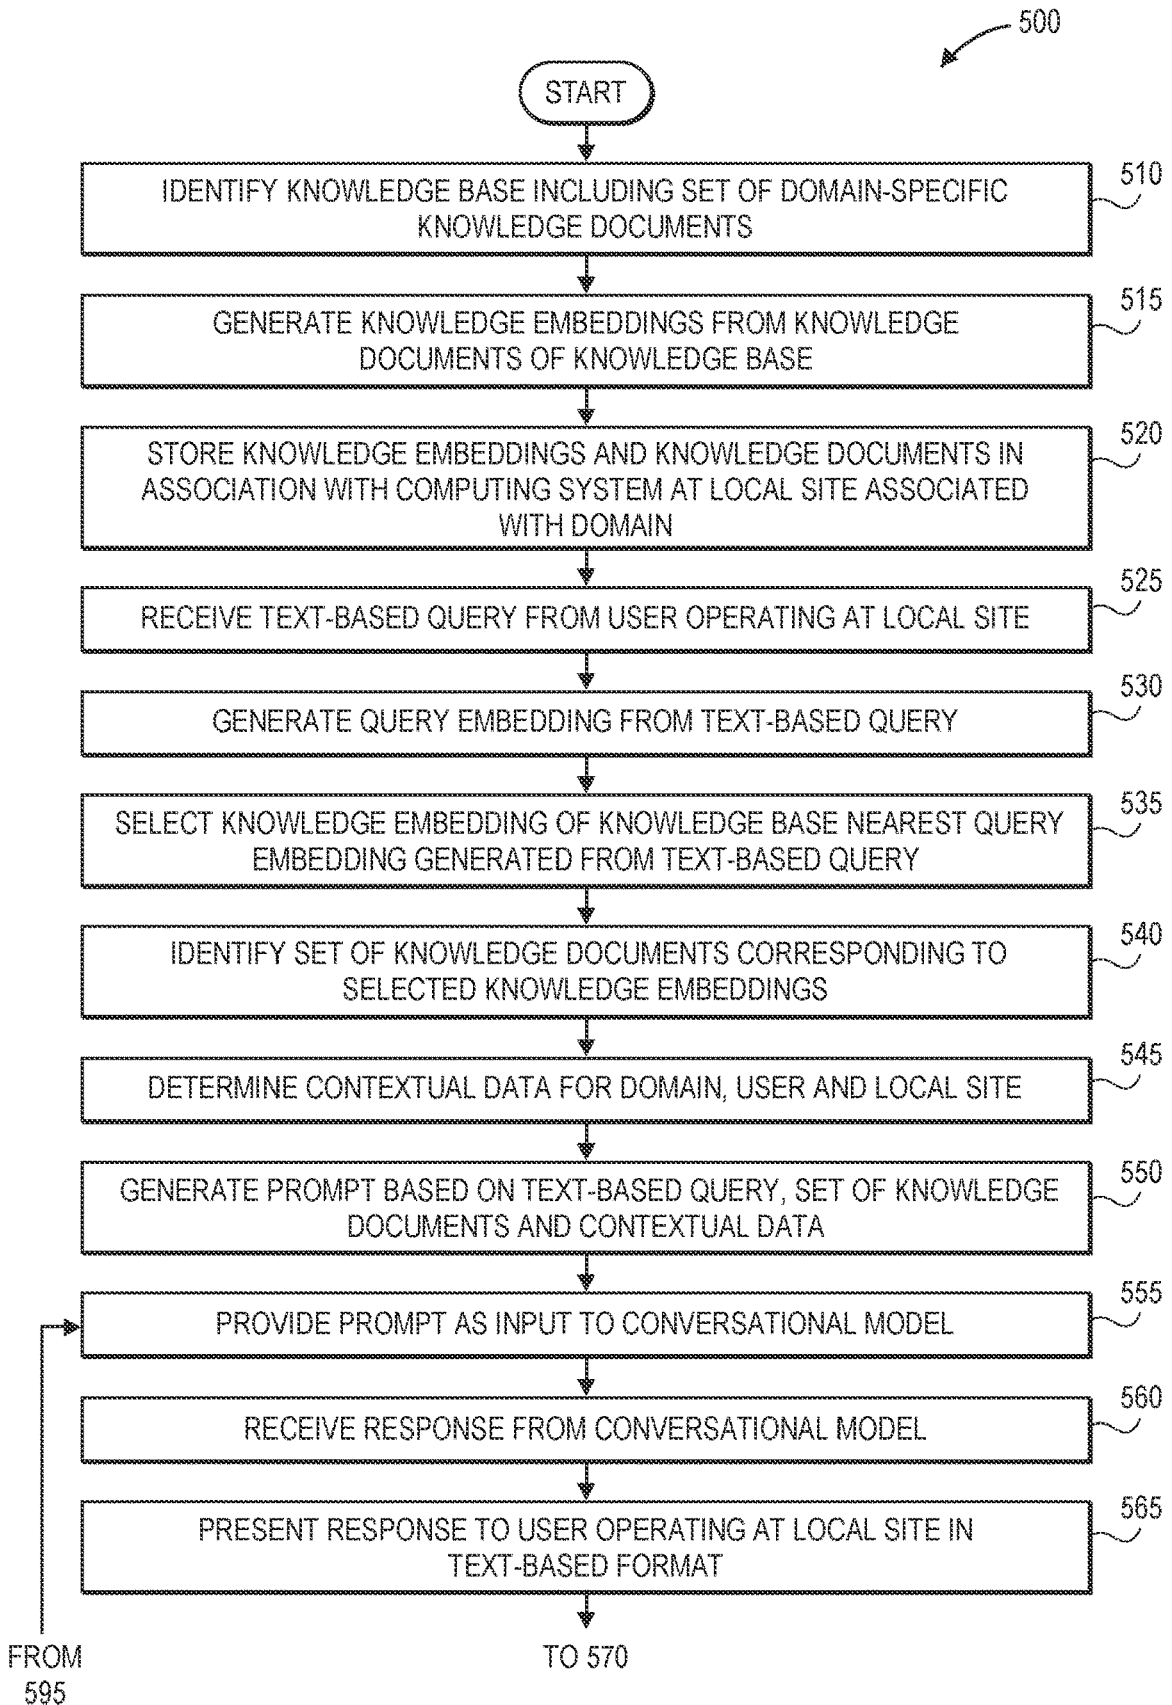 500
START
IDENTIFY KNOWLEDGE BASE INCLUDING SET OF DOMAIN-SPECIFIC
KNOWLEDGE DOCUMENTS
510
GENERATE KNOWLEDGE EMBEDDINGS FROM KNOWLEDGE
DOCUMENTS OF KNOWLEDGE BASE
515
STORE KNOWLEDGE EMBEDDINGS AND KNOWLEDGE DOCUMENTS IN
ASSOCIATION WITH COMPUTING SYSTEM AT LOCAL SITE ASSOCIATED
WITH DOMAIN
520
RECEIVE TEXT-BASED QUERY FROM USER OPERATING AT LOCAL SITE
525
GENERATE QUERY EMBEDDING FROM TEXT-BASED QUERY
530
SELECT KNOWLEDGE EMBEDDING OF KNOWLEDGE BASE NEAREST QUERY
EMBEDDING GENERATED FROM TEXT-BASED QUERY
535
IDENTIFY SET OF KNOWLEDGE DOCUMENTS CORRESPONDING TO
SELECTED KNOWLEDGE EMBEDDINGS
540
DETERMINE CONTEXTUAL DATA FOR DOMAIN, USER AND LOCAL SITE
545
GENERATE PROMPT BASED ON TEXT-BASED QUERY, SET OF KNOWLEDGE
DOCUMENTS AND CONTEXTUAL DATA
550
PROVIDE PROMPT AS INPUT TO CONVERSATIONAL MODEL
555
RECEIVE RESPONSE FROM CONVERSATIONAL MODEL
560
PRESENT RESPONSE TO USER OPERATING AT LOCAL SITE IN
TEXT-BASED FORMAT
565
FROM
595
TO 570